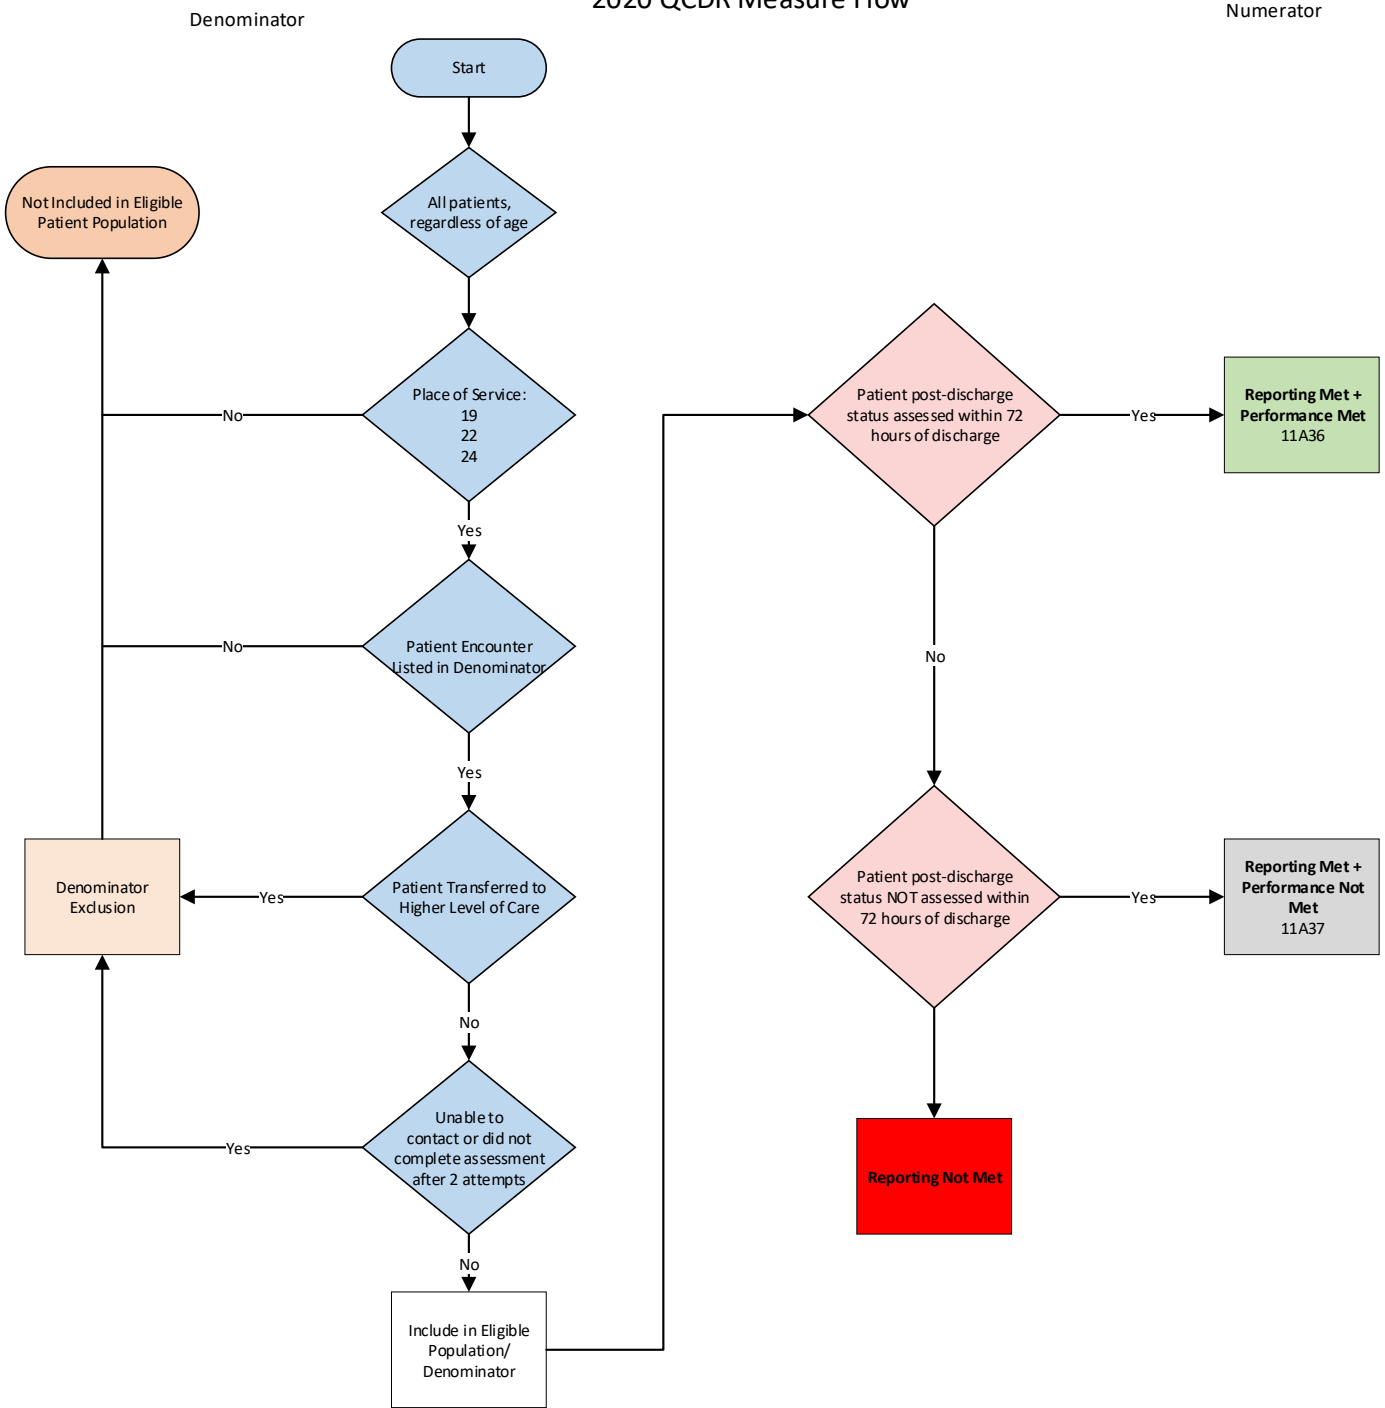 2020 QCDR Measure Flow
Denominator
Numerator
Start
All patients,
regardless of age
Not Included in Eligible
Patient Population
Place of Service:
19
22
24
No
Yes
Patient Encounter
Listed in Denominator
No
Yes
Patient Transferred to
Higher Level of Care
Yes
Denominator
Exclusion
No
Unable to
contact or did not
complete assessment
after 2 attempts
Yes
No
Include in Eligible
Population/
Denominator
Patient post-discharge
status assessed within 72
hours of discharge
Yes
Reporting Met +
Performance Met
11A36
No
Patient post-discharge
status NOT assessed within
72 hours of discharge
Yes
Reporting Met +
Performance Not
Met
11A37
Reporting Not Met